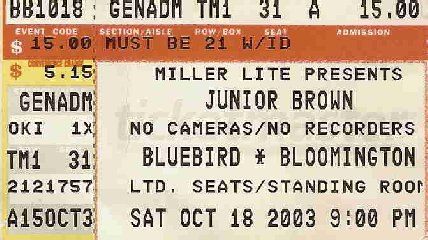 BB1018 GENADM TM1 31 A 15.00
EVENT CODE SECTION/AISLE ROW/BOX SEAT ADMISSION
$ 15.00 MUST BE 21 W/ID
CONVENIENCE CHARGE
$ 5.15 MILLER LITE PRESENTS
GENADM JUNIOR BROWN
OKI 1X NO CAMERAS/NO RECORDERS
TM1 31 BLUEBIRD * BLOOMINGTON
2121757 LTD. SEATS/STANDING ROOM
A15OCT3 SAT OCT 18 2003 9:00 PM